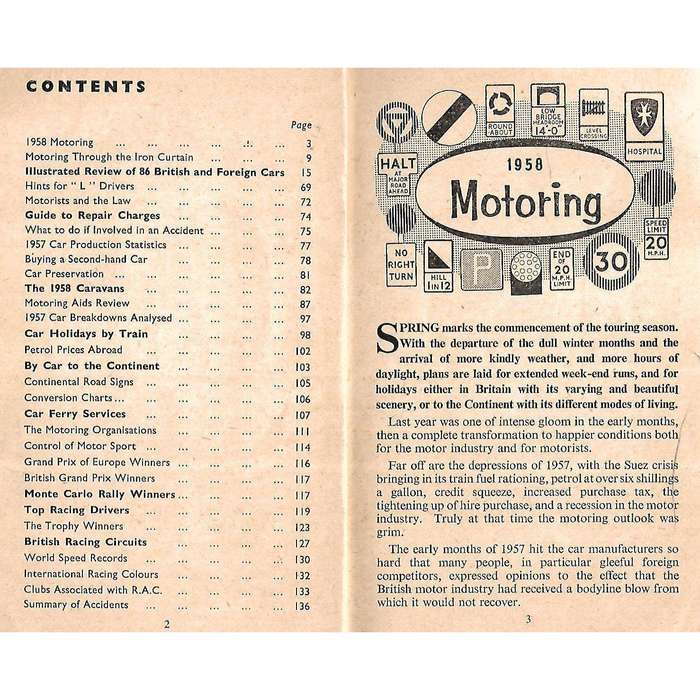 CONTENTS
Page
1958 Motoring ... ... ... ... ... 3
Motoring Through the Iron Curtain ... ... 9
Illustrated Review of 86 British and Foreign Cars 15
Hints for " L " Drivers ... ... ... ... 69
Motorists and the Law ... ... ... ... 72
Guide to Repair Charges ... ... ... 74
What to do if Involved in an Accident ... ... 75
1957 Car Production Statistics ... ... ... 77
Buying a Second-hand Car ... ... ... 78
Car Preservation ... ... ... ... ... 81
The 1958 Caravans ... ... ... ... 82
Motoring Aids Review ... ... ... ... 87
1957 Car Breakdowns Analysed ... ... ... 97
Car Holidays by Train ... ... ... ... 98
Petrol Prices Abroad ... ... ... ... 102
By Car to the Continent ... ... ... 103
Continental Road Signs ... ... ... ... 105
Conversion Charts... ... ... ... ... 106
Car Ferry Services ... ... ... ... 107
The Motoring Organisations ... ... ... 111
Control of Motor Sport ... ... ... ... 114
Grand Prix of Europe Winners ... ... ... 116
British Grand Prix Winners ... ... ... 117
Monte Carlo Rally Winners... ... ... 117
Top Racing Drivers ... ... ... ... 119
The Trophy Winners ... ... ... ... 123
British Racing Circuits ... ... ... 127
World Speed Records ... ... ... ... 130
International Racing Colours ... ... ... 132
Clubs Associated with R.A.C. ... ... ... 133
Summary of Accidents ... ... ... ... 136
2
ROUND
ABOUT
LOW
BRIDGE
HEADROOM
14'-0"
LEVEL
CROSSING
HOSPITAL
HALT
AT
MAJOR
ROAD
AHEAD
1958
Motoring
SPEED
LIMIT
20
M.P.H.
NO
RIGHT
TURN
HILL
1 IN 12
P
END
OF
20
M.P.H.
LIMIT
30
SPRING marks the commencement of the touring season.
With the departure of the dull winter months and the
arrival of more kindly weather, and more hours of
daylight, plans are laid for extended week-end runs, and for
holidays either in Britain with its varying and beautiful
scenery, or to the Continent with its different modes of living.
Last year was one of intense gloom in the early months,
then a complete transformation to happier conditions both
for the motor industry and for motorists.
Far off are the depressions of 1957, with the Suez crisis
bringing in its train fuel rationing, petrol at over six shillings
a gallon, credit squeeze, increased purchase tax, the
tightening up of hire purchase, and a recession in the motor
industry. Truly at that time the motoring outlook was
grim.
The early months of 1957 hit the car manufacturers so
hard that many people, in particular gleeful foreign
competitors, expressed opinions to the effect that the
British motor industry had received a bodyline blow from
which it would not recover.
3